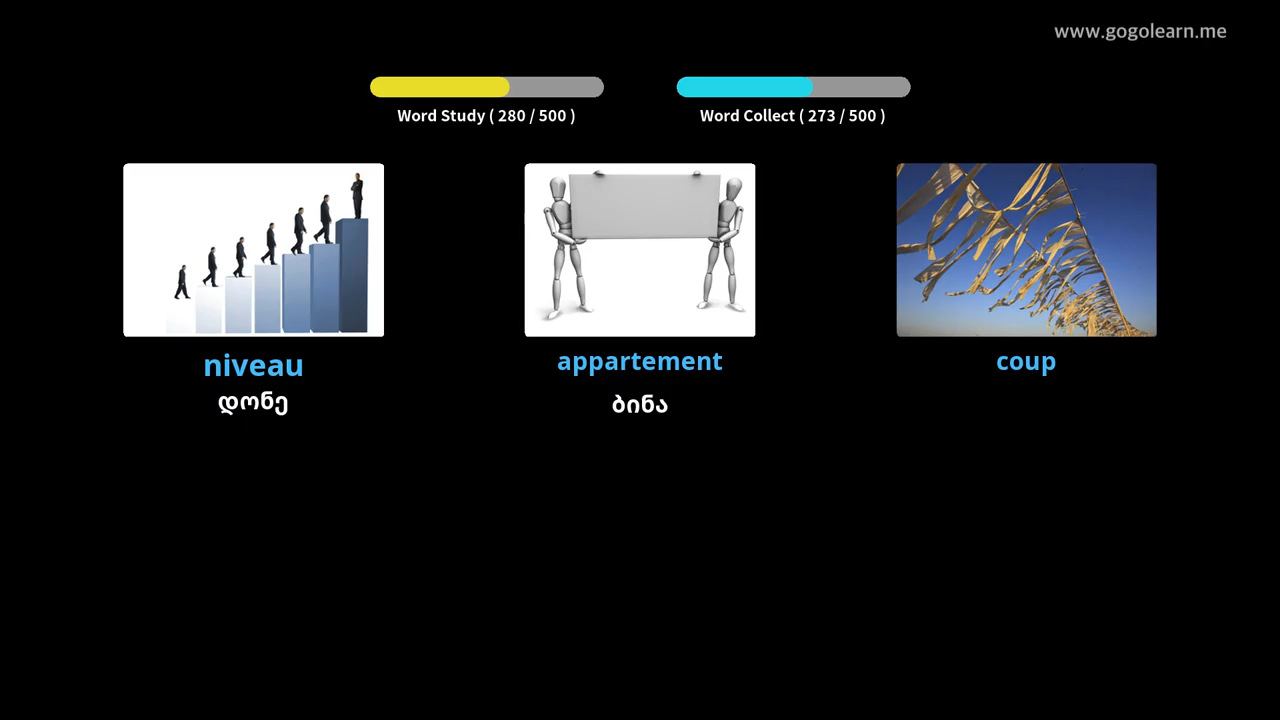 www.gogolearn.me
Word Study ( 280 / 500 )
Word Collect ( 273 / 500 )
niveau
დონე
appartement
ბინა
coup